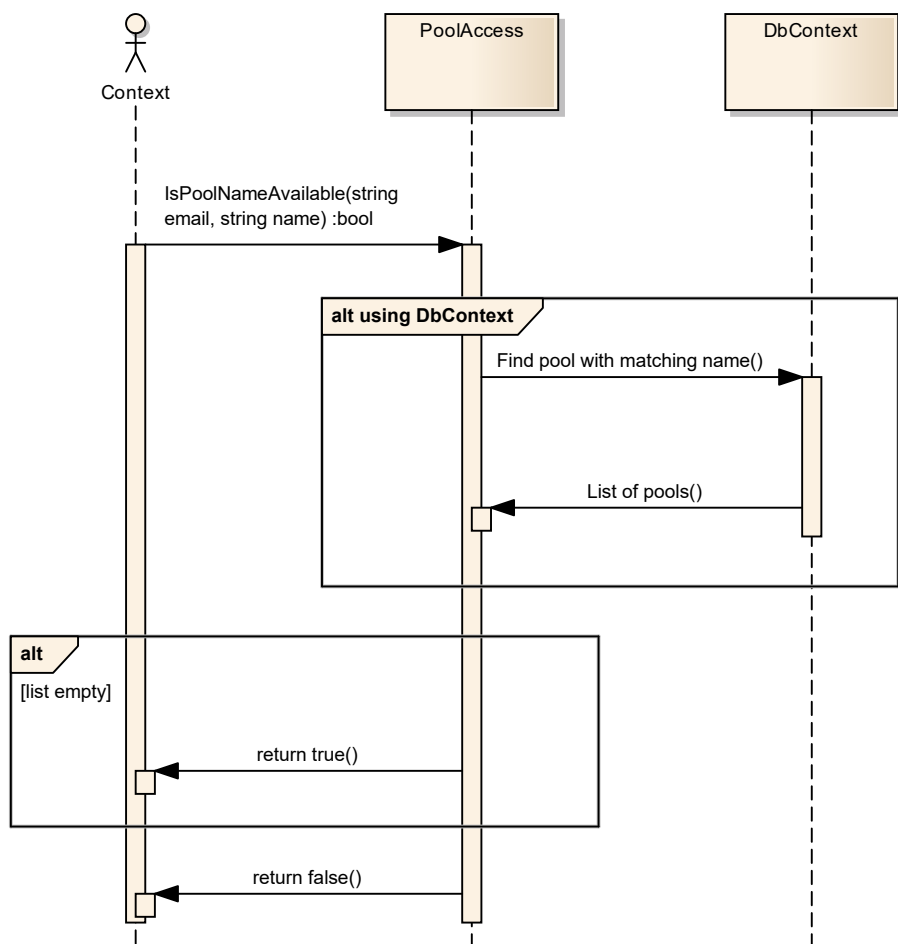 Context
PoolAccess
DbContext
IsPoolNameAvailable(string
email, string name) :bool
alt using DbContext
Find pool with matching name()
List of pools()
alt
[list empty]
return true()
return false()